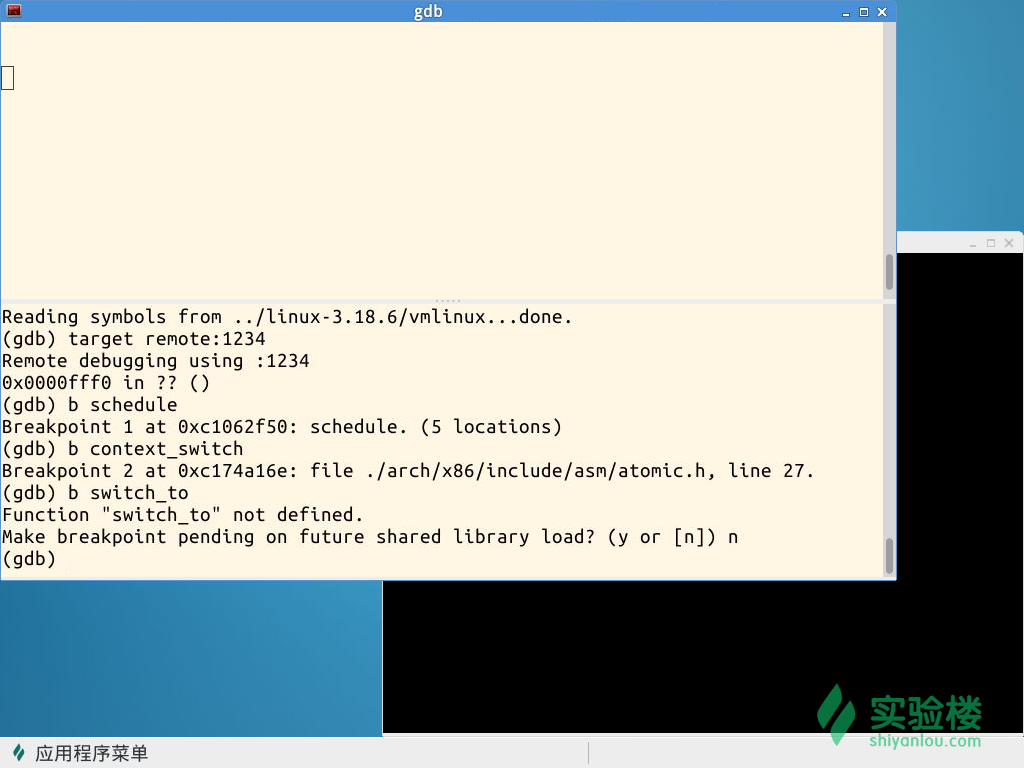 gdb
Reading symbols from ../linux-3.18.6/vmlinux...done.
(gdb) target remote:1234
Remote debugging using :1234
0x0000fff0 in ?? ()
(gdb) b schedule
Breakpoint 1 at 0xc1062f50: schedule. (5 locations)
(gdb) b context_switch
Breakpoint 2 at 0xc174a16e: file ./arch/x86/include/asm/atomic.h, line 27.
(gdb) b switch_to
Function "switch_to" not defined.
Make breakpoint pending on future shared library load? (y or [n]) n
(gdb)
实验楼
shiyanlou.com
应用程序菜单